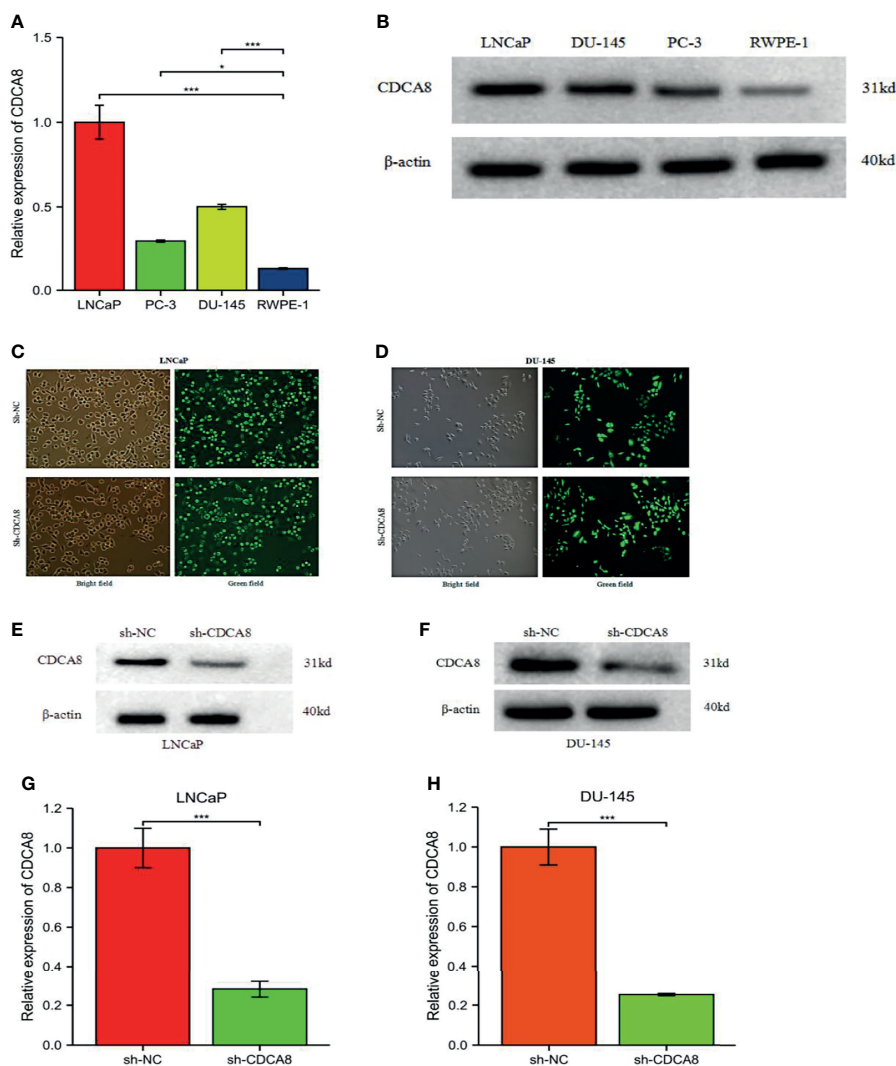 A
Relative expression of CDCA8
1.5
1.0
0.5
0.0
***
*
***
LNCaP PC-3 DU-145 RWPE-1
B
LNCaP DU-145 PC-3 RWPE-1
CDCA8 31kd
β-actin 40kd
C
LNCaP
Sh-NC
Sh-CDCA8
Bright field Green field
D
DU-145
Sh-NC
Sh-CDCA8
Bright field Green field
E
sh-NC sh-CDCA8
CDCA8 31kd
β-actin 40kd
LNCaP
F
sh-NC sh-CDCA8
CDCA8 31kd
β-actin 40kd
DU-145
G
LNCaP
Relative expression of CDCA8
1.2
1.0
0.8
0.6
0.4
0.2
0.0
***
sh-NC sh-CDCA8
H
DU-145
Relative expression of CDCA8
1.2
1.0
0.8
0.6
0.4
0.2
0.0
***
sh-NC sh-CDCA8